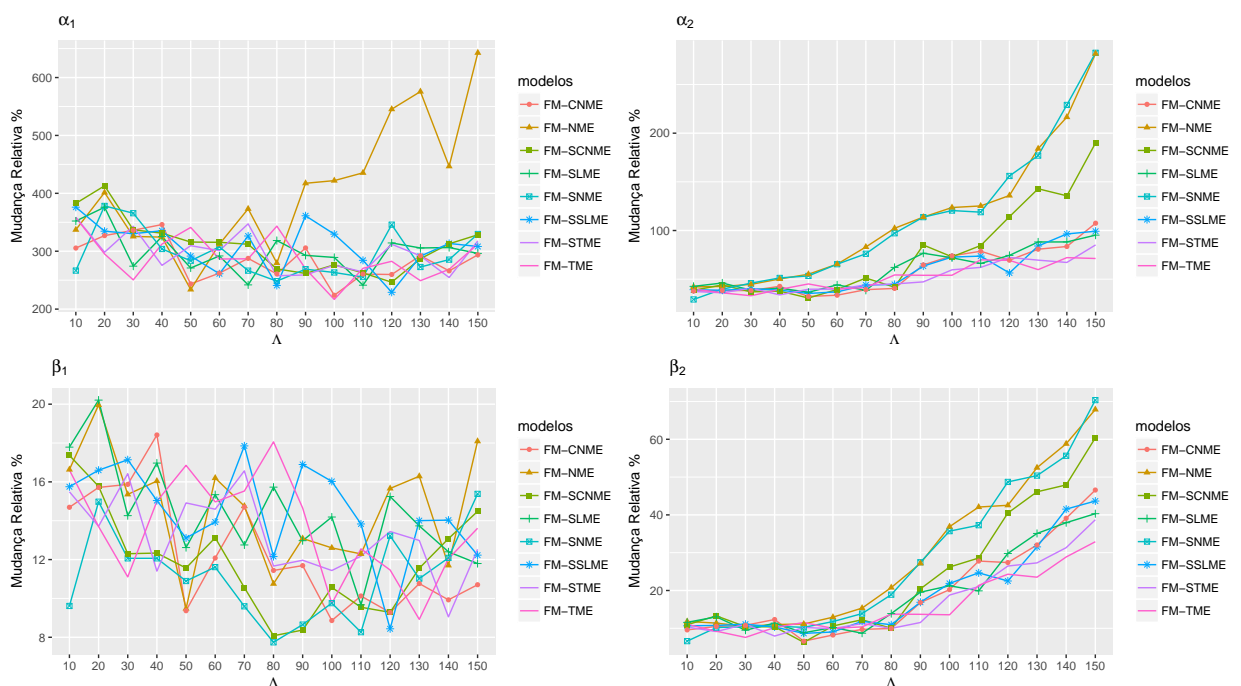 α1
Mudança Relativa %
600
500
400
300
200
10 20 30 40 50 60 70 80 90 100 110 120 130 140 150
Λ
modelos
FM−CNME
FM−NME
FM−SCNME
FM−SLME
FM−SNME
FM−SSLME
FM−STME
FM−TME
α2
Mudança Relativa %
200
100
10 20 30 40 50 60 70 80 90 100 110 120 130 140 150
Λ
modelos
FM−CNME
FM−NME
FM−SCNME
FM−SLME
FM−SNME
FM−SSLME
FM−STME
FM−TME
β1
Mudança Relativa %
20
16
12
8
10 20 30 40 50 60 70 80 90 100 110 120 130 140 150
Λ
modelos
FM−CNME
FM−NME
FM−SCNME
FM−SLME
FM−SNME
FM−SSLME
FM−STME
FM−TME
β2
Mudança Relativa %
60
40
20
10 20 30 40 50 60 70 80 90 100 110 120 130 140 150
Λ
modelos
FM−CNME
FM−NME
FM−SCNME
FM−SLME
FM−SNME
FM−SSLME
FM−STME
FM−TME